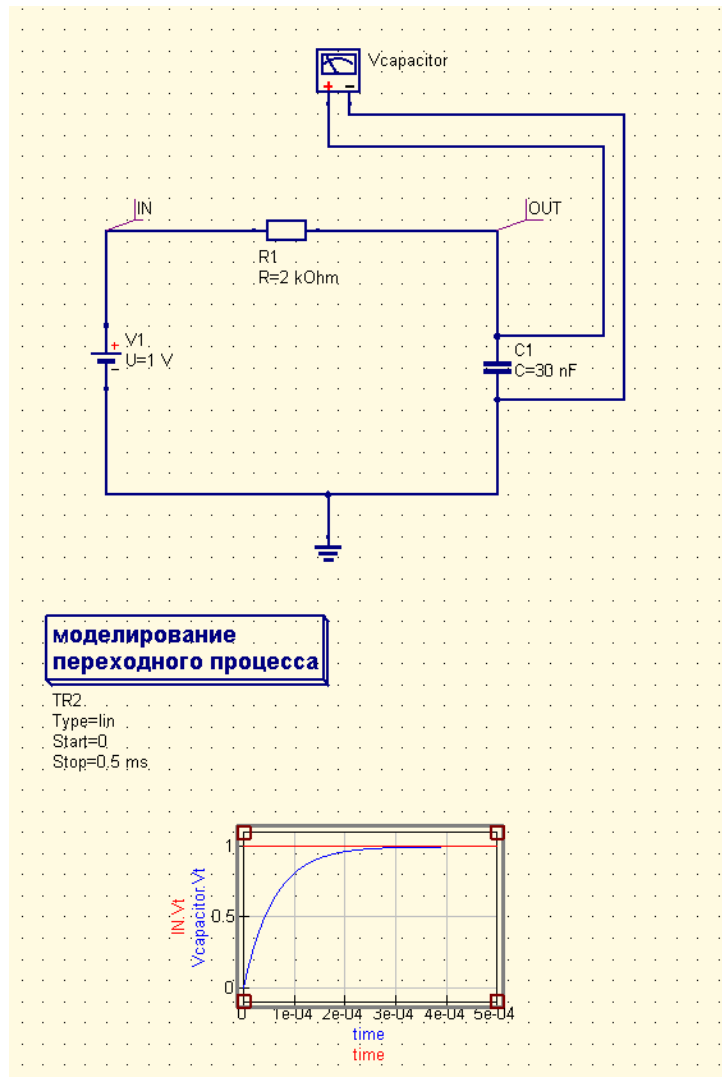 Vcapacitor
+ −
IN
OUT
R1
R=2 kOhm
+
V1
U=1 V
−
C1
C=30 nF
моделирование
переходного процесса
TR2
Type=lin
Start=0
Stop=0.5 ms
IN.Vt
Vcapacitor.Vt
1
0.5
0
0 1e-04 2e-04 3e-04 4e-04 5e-04
time
time